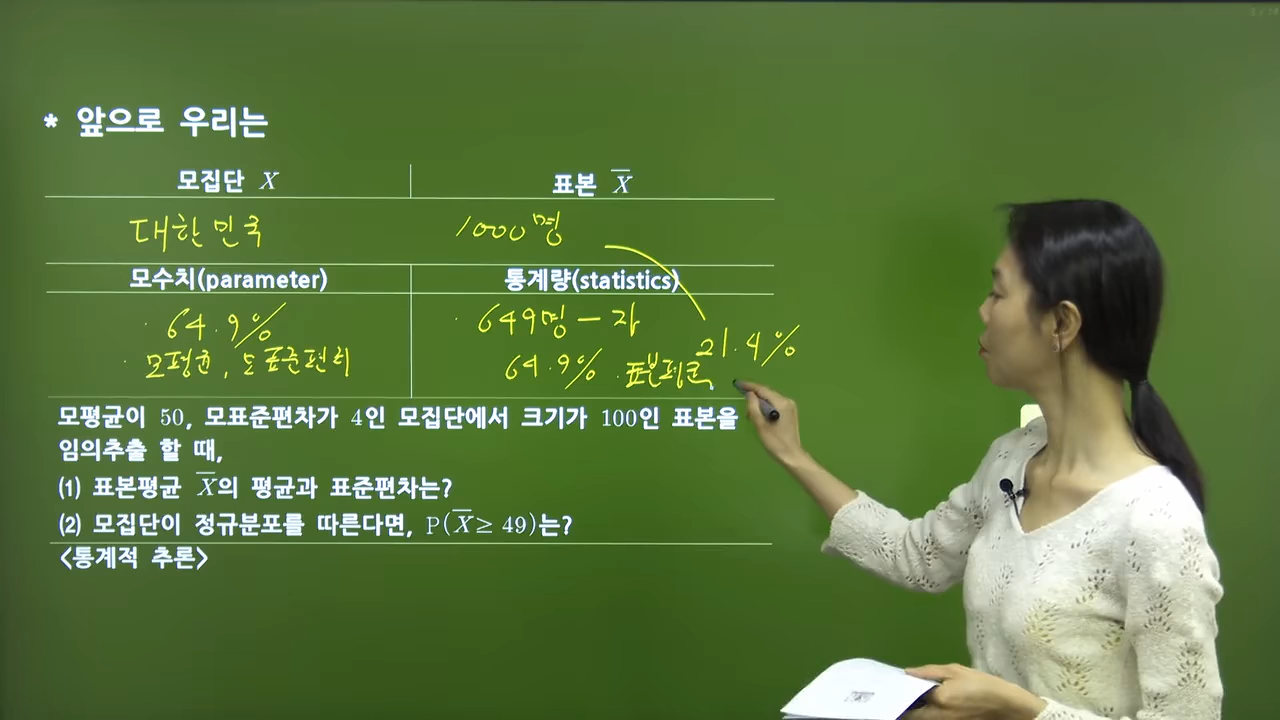 * 앞으로 우리는
모집단 X
표본 X̅
대한민국
1000명
모수치(parameter)
통계량(statistics)
· 64.9%
· 649명 – 자
21.4%
· 모평균, 모표준편차
64.9% · 표본평균
모평균이 50, 모표준편차가 4인 모집단에서 크기가 100인 표본을
임의추출 할 때,
(1) 표본평균 X̅의 평균과 표준편차는?
(2) 모집단이 정규분포를 따른다면, P(X̅ ≥ 49)는?
<통계적 추론>